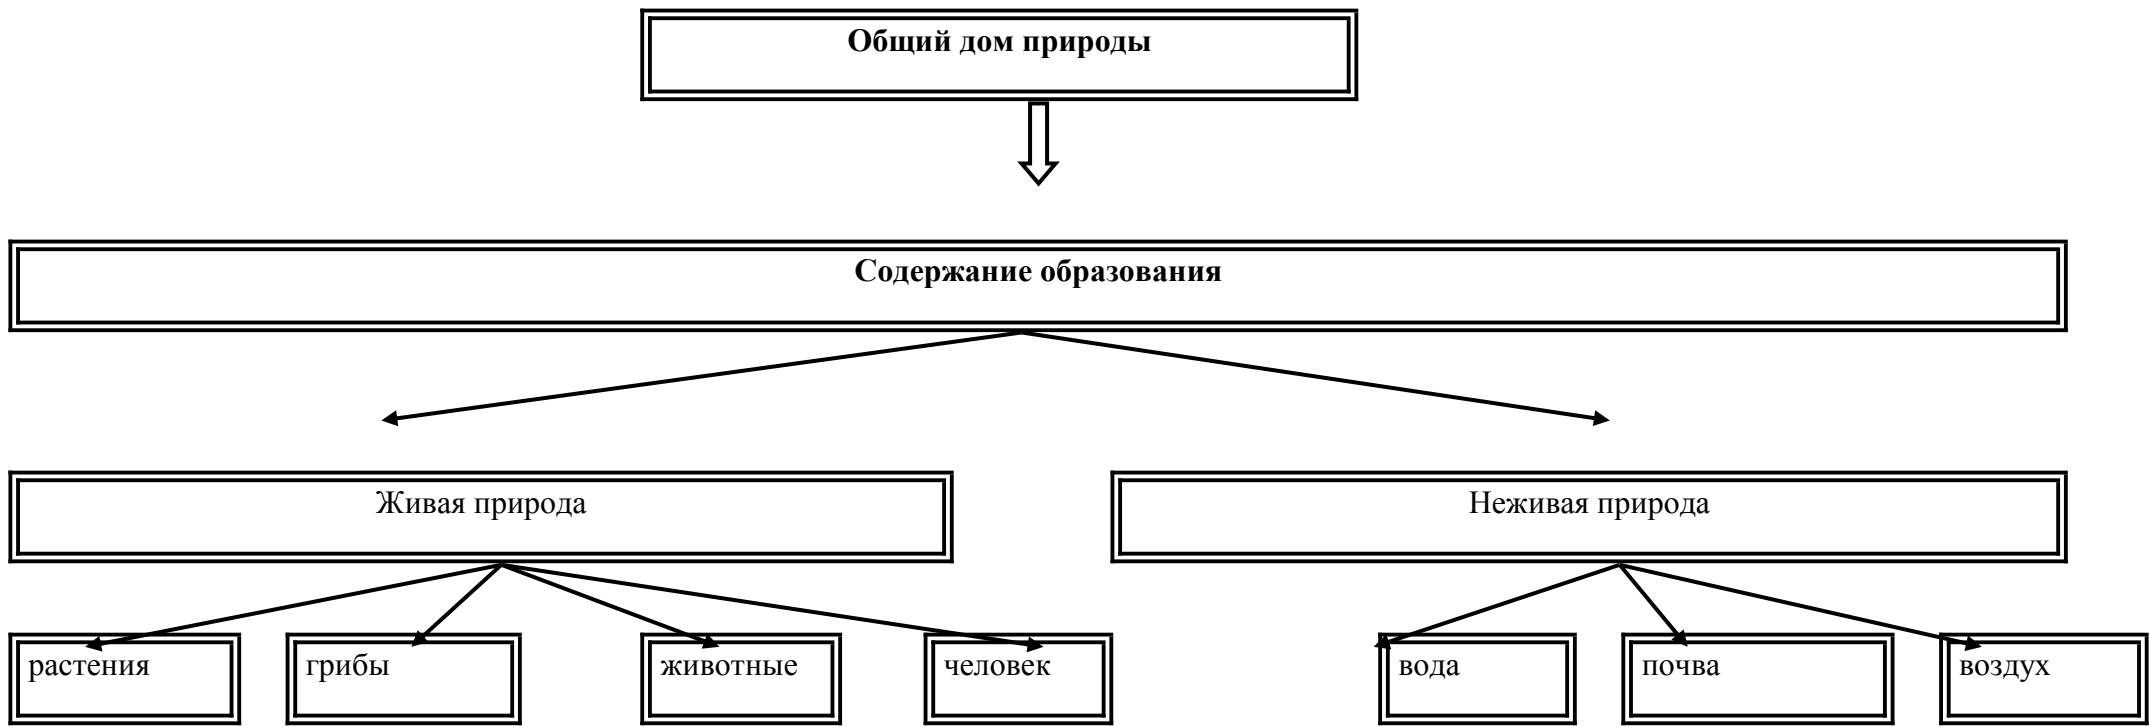 Общий дом природы
Содержание образования
Живая природа
Неживая природа
растения
грибы
животные
человек
вода
почва
воздух